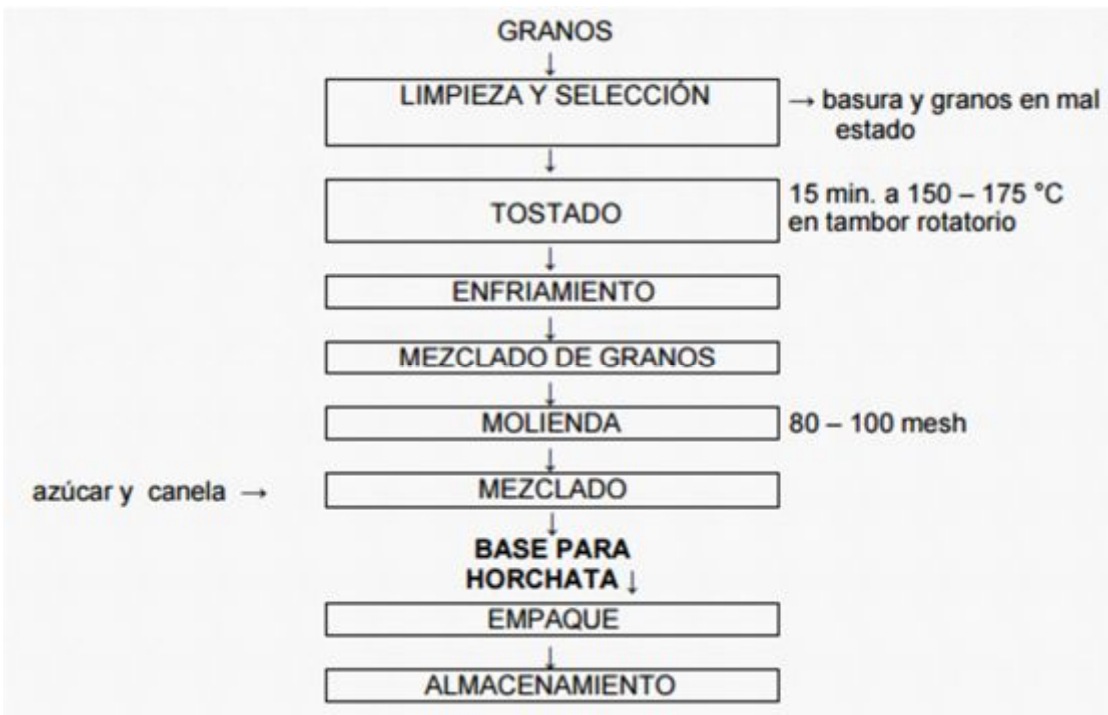 GRANOS
↓
LIMPIEZA Y SELECCIÓN
→ basura y granos en mal
estado
↓
TOSTADO
15 min. a 150 – 175 °C
en tambor rotatorio
↓
ENFRIAMIENTO
↓
MEZCLADO DE GRANOS
↓
MOLIENDA
80 – 100 mesh
↓
azúcar y canela →
MEZCLADO
↓
BASE PARA
HORCHATA ↓
EMPAQUE
↓
ALMACENAMIENTO